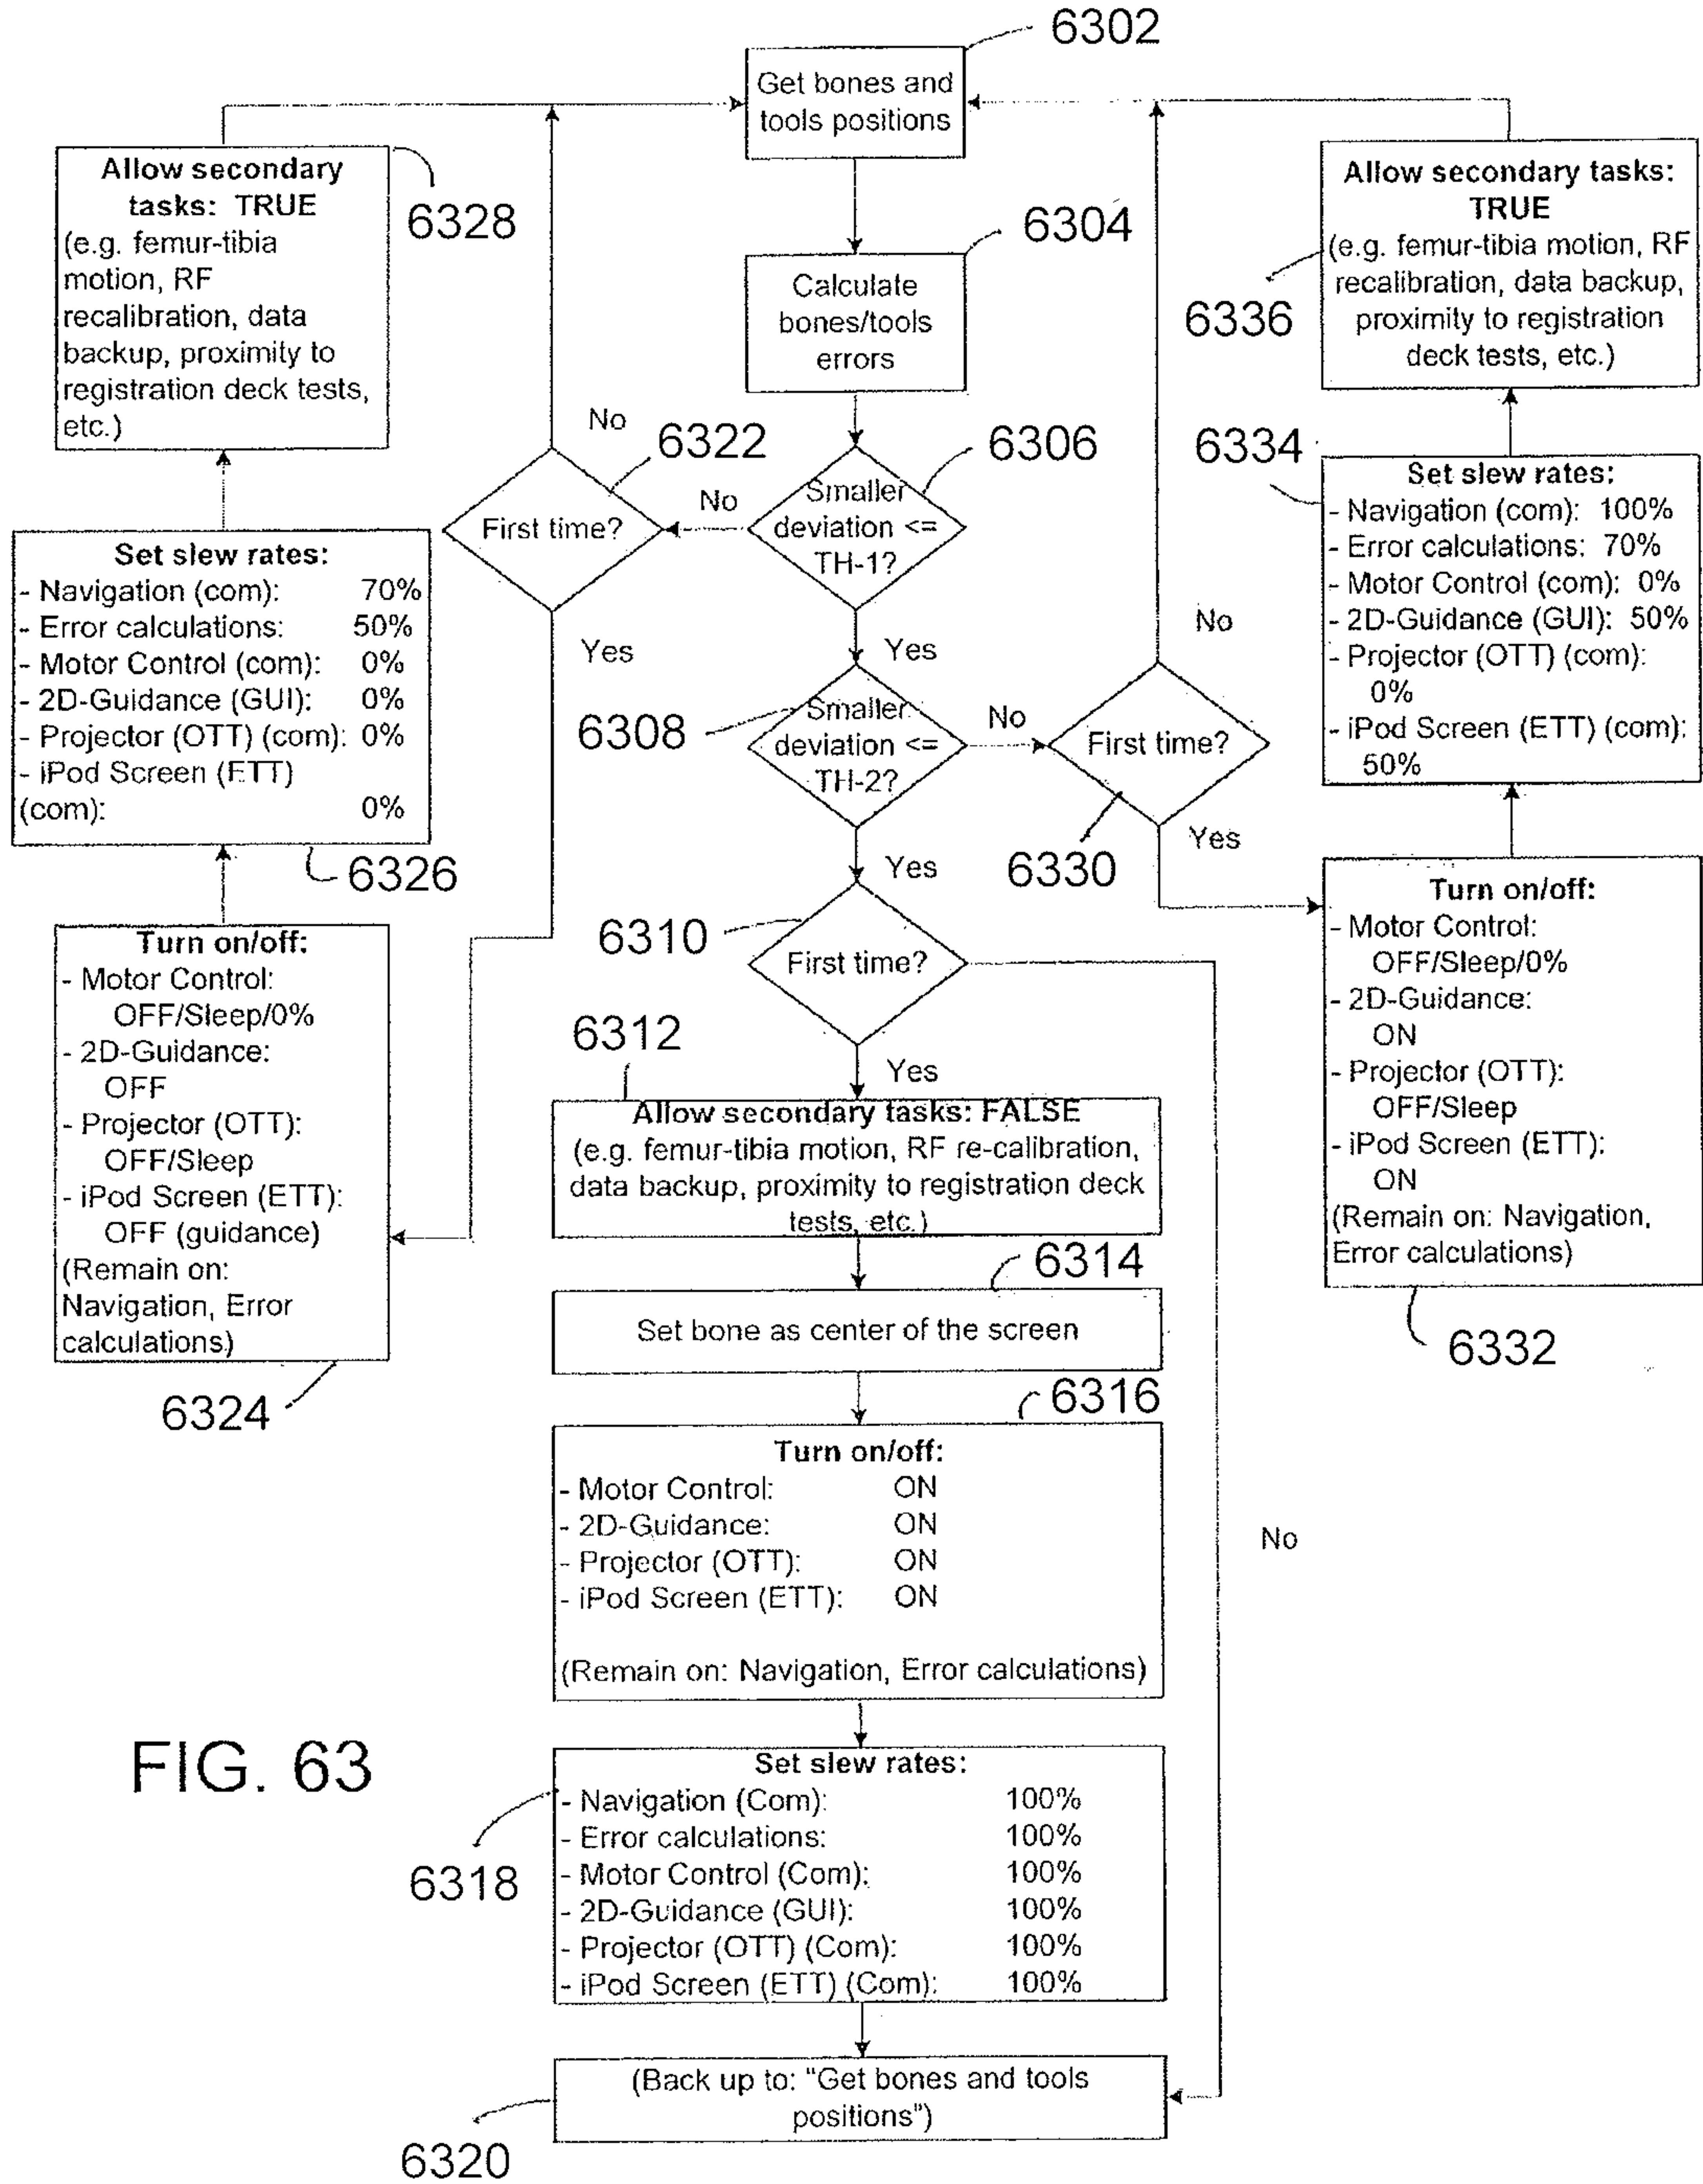 6302
Get bones and
tools positions
6304
Calculate
bones/tools
errors
6306
Smaller
deviation <=
TH-1?
No
Yes
6322
First time?
No
Yes
6328
Allow secondary
tasks: TRUE
(e.g. femur-tibia
motion, RF
recalibration, data
backup, proximity to
registration deck tests,
etc.)
Set slew rates:
- Navigation (com): 70%
- Error calculations: 50%
- Motor Control (com): 0%
- 2D-Guidance (GUI): 0%
- Projector (OTT) (com): 0%
- iPod Screen (ETT)
(com): 0%
6326
Turn on/off:
- Motor Control:
OFF/Sleep/0%
- 2D-Guidance:
OFF
- Projector (OTT):
OFF/Sleep
- iPod Screen (ETT):
OFF (guidance)
(Remain on:
Navigation, Error
calculations)
6324
6308
Smaller
deviation <=
TH-2?
No
Yes
First time?
6330
No
Yes
6336
Allow secondary tasks:
TRUE
(e.g. femur-tibia motion, RF
recalibration, data backup,
proximity to registration
deck tests, etc.)
6334
Set slew rates:
- Navigation (com): 100%
- Error calculations: 70%
- Motor Control (com): 0%
- 2D-Guidance (GUI): 50%
- Projector (OTT) (com):
0%
- iPod Screen (ETT) (com):
50%
Turn on/off:
- Motor Control:
OFF/Sleep/0%
- 2D-Guidance:
ON
- Projector (OTT):
OFF/Sleep
- iPod Screen (ETT):
ON
(Remain on: Navigation,
Error calculations)
6332
6310
First time?
Yes
No
6312
Allow secondary tasks: FALSE
(e.g. femur-tibia motion, RF re-calibration,
data backup, proximity to registration deck
tests, etc.)
6314
Set bone as center of the screen
6316
Turn on/off:
- Motor Control: ON
- 2D-Guidance: ON
- Projector (OTT): ON
- iPod Screen (ETT): ON
(Remain on: Navigation, Error calculations)
FIG. 63
Set slew rates:
- Navigation (Com): 100%
- Error calculations: 100%
- Motor Control (Com): 100%
- 2D-Guidance (GUI): 100%
- Projector (OTT) (Com): 100%
- iPod Screen (ETT) (Com): 100%
6318
(Back up to: "Get bones and tools
positions")
6320